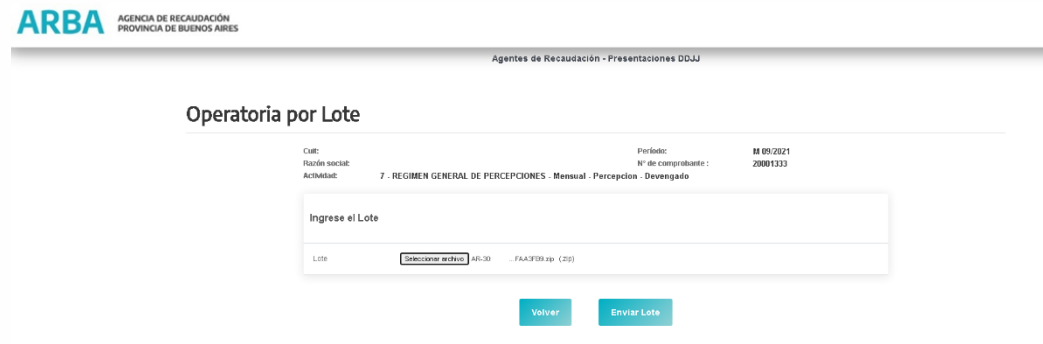 ARBA AGENCIA DE RECAUDACIÓN
PROVINCIA DE BUENOS AIRES
Agentes de Recaudación - Presentaciones DDJJ
Operatoria por Lote
Cuit: Período: M 09/2021
Razón social: N° de comprobante : 20001333
Actividad: 7 - REGIMEN GENERAL DE PERCEPCIONES - Mensual - Percepcion - Devengado
Ingrese el Lote
Lote Seleccionar archivo AR-30 (zip)
Volver Enviar Lote